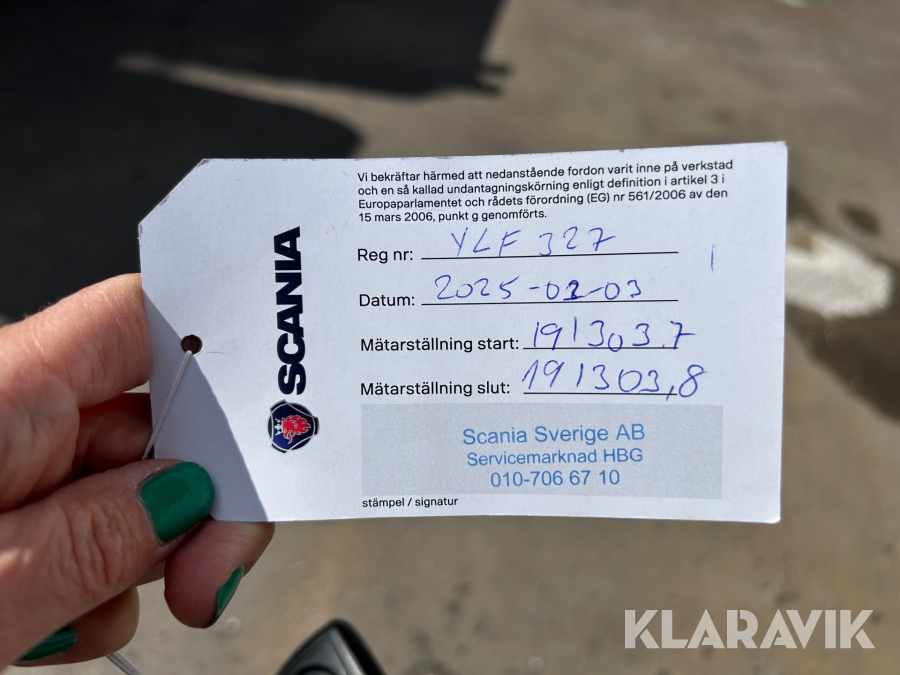 Vi bekräftar härmed att nedanstående fordon varit inne på verkstad
och en så kallad undantagningskörning enligt definition i artikel 3 i
Europaparlamentet och rådets förordning (EG) nr 561/2006 av den
15 mars 2006, punkt g genomförts.
SCANIA
Reg nr: YLF 327
Datum: 2025-02-03
Mätarställning start: 191303.7
Mätarställning slut: 191303,8
Scania Sverige AB
Servicemarknad HBG
010-706 67 10
stämpel / signatur
KLARAVIK